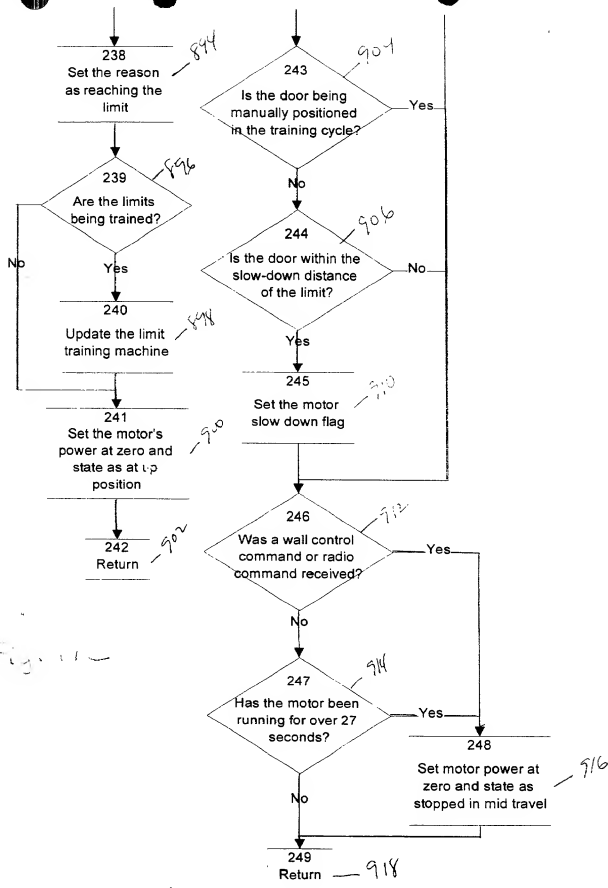 238
Set the reason
as reaching the
limit
894
239
Are the limits
being trained?
896
No
Yes
240
Update the limit
training machine
898
241
Set the motor's
power at zero and
state as at up
position
900
242
Return
902
243
Is the door being
manually positioned
in the training cycle?
904
Yes
No
244
Is the door within the
slow-down distance
of the limit?
906
No
Yes
245
Set the motor
slow down flag
910
246
Was a wall control
command or radio
command received?
912
Yes
No
247
Has the motor been
running for over 27
seconds?
914
Yes
No
248
Set motor power at
zero and state as
stopped in mid travel
916
249
Return
918